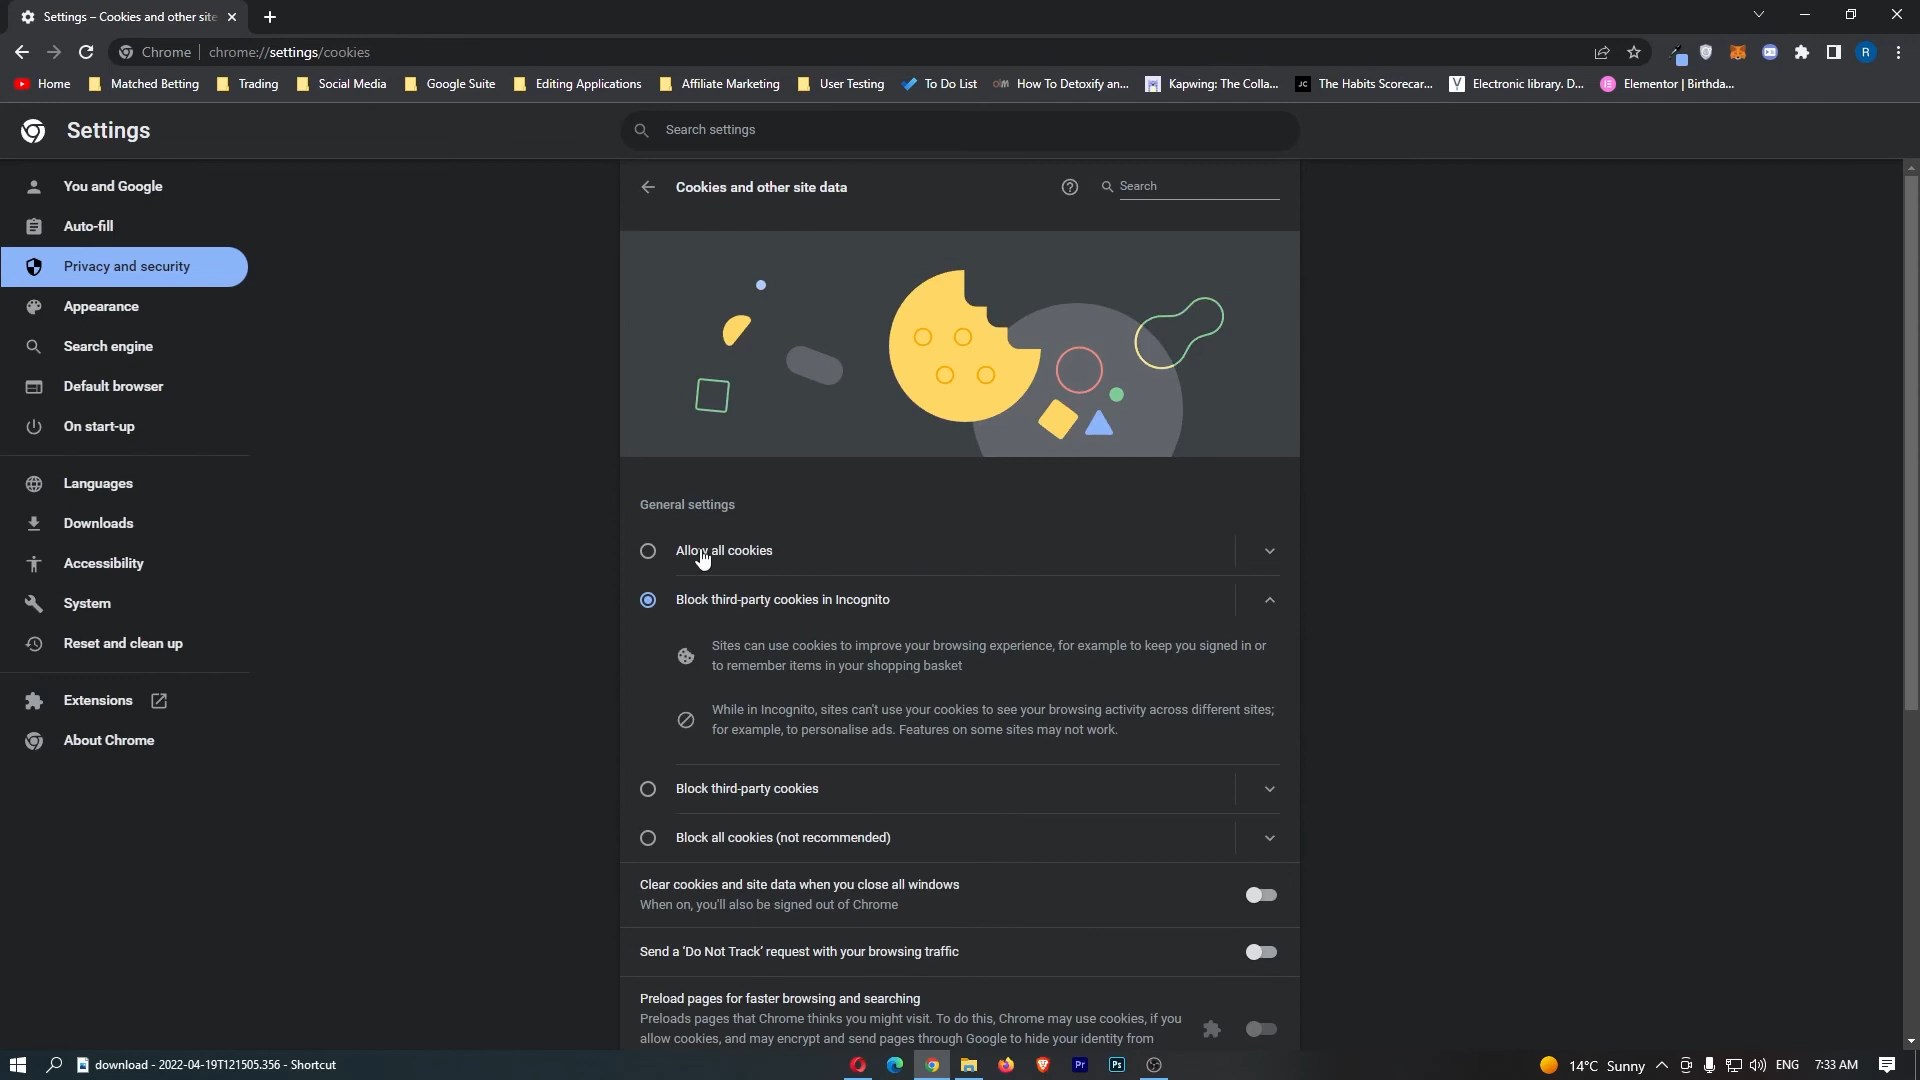 Settings – Cookies and other site
Chrome
chrome://settings/cookies
R
Home
Matched Betting
Trading
Social Media
Google Suite
Editing Applications
Affiliate Marketing
User Testing
To Do List
How To Detoxify an...
Kapwing: The Colla...
JC
The Habits Scorecar...
Electronic library. D...
Elementor | Birthda...
Settings
Search settings
You and Google
Auto-fill
Privacy and security
Appearance
Search engine
Default browser
On start-up
Languages
Downloads
Accessibility
System
Reset and clean up
Extensions
About Chrome
Cookies and other site data
Search
General settings
Allow all cookies
Block third-party cookies in Incognito
Sites can use cookies to improve your browsing experience, for example to keep you signed in or
to remember items in your shopping basket
While in Incognito, sites can't use your cookies to see your browsing activity across different sites;
for example, to personalise ads. Features on some sites may not work.
Block third-party cookies
Block all cookies (not recommended)
Clear cookies and site data when you close all windows
When on, you'll also be signed out of Chrome
Send a 'Do Not Track' request with your browsing traffic
Preload pages for faster browsing and searching
Preloads pages that Chrome thinks you might visit. To do this, Chrome may use cookies, if you
allow cookies, and may encrypt and send pages through Google to hide your identity from
download - 2022-04-19T121505.356 - Shortcut
Pr
Ps
14°C Sunny
ENG
7:33 AM